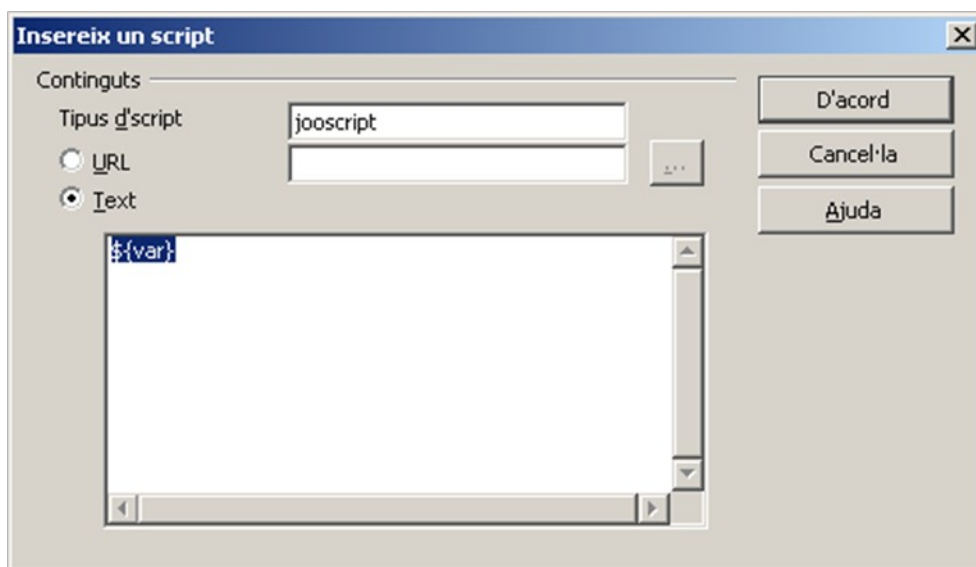 Insereix un script
Continguts
Tipus d'script
jooscript
URL
...
Text
${var}
D'acord
Cancel·la
Ajuda